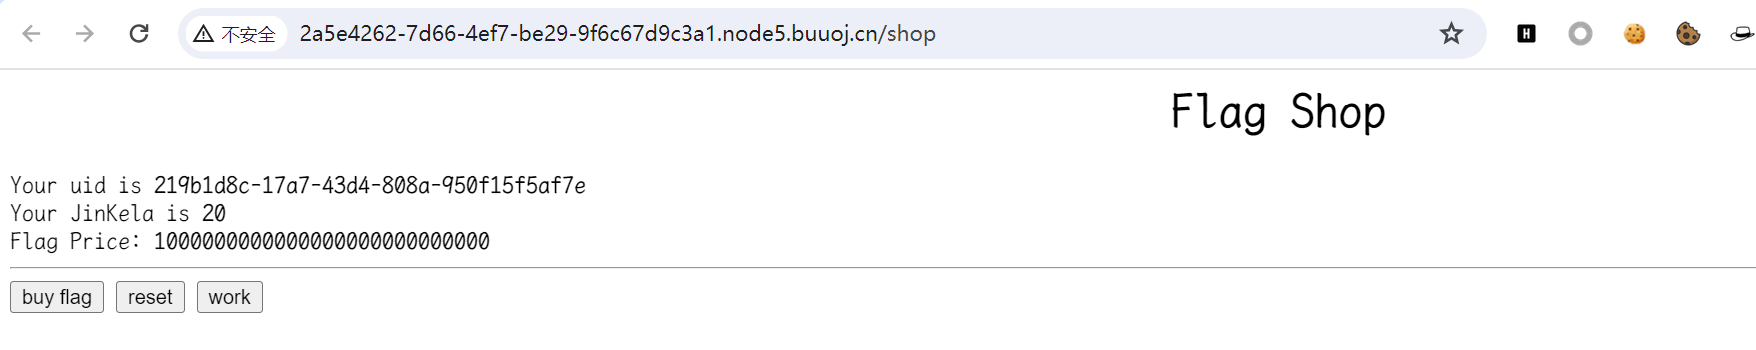 不安全 2a5e4262-7d66-4ef7-be29-9f6c67d9c3a1.node5.buuoj.cn/shop H
Flag Shop
Your uid is 219b1d8c-17a7-43d4-808a-950f15f5af7e
Your JinKela is 20
Flag Price: 1000000000000000000000000000
buy flag reset work